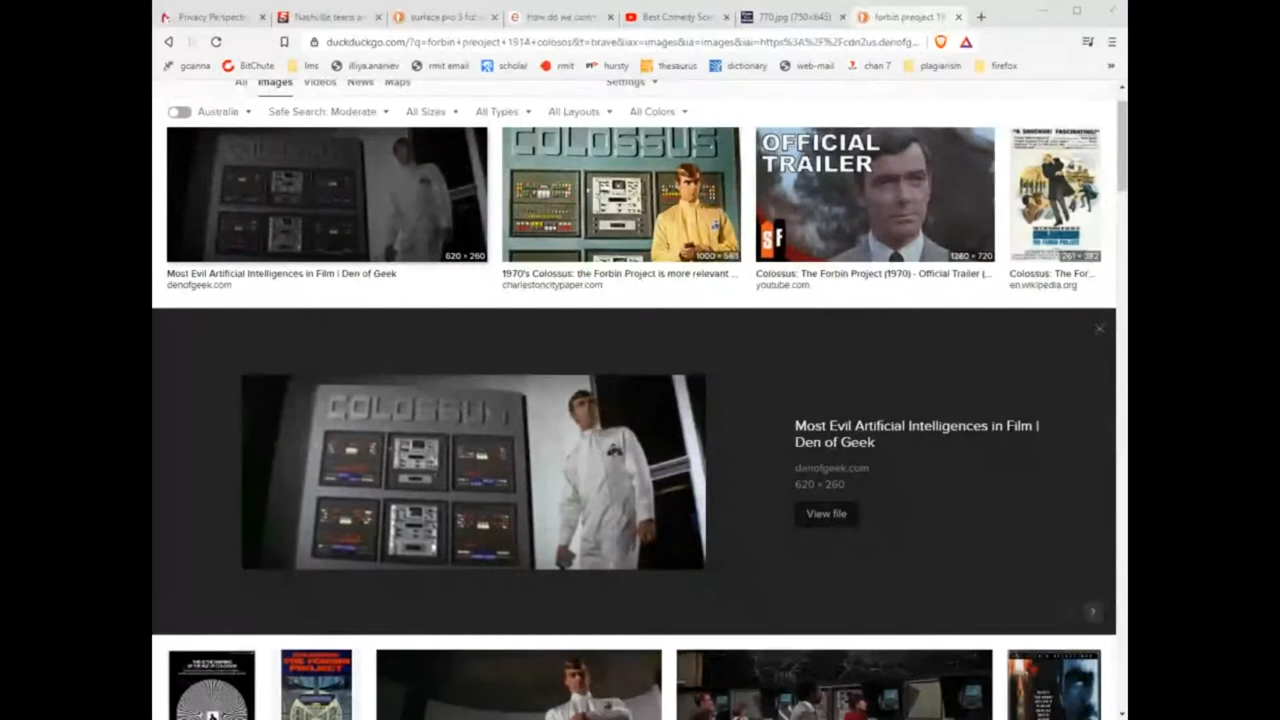 Privacy Perspecti
Nashville teens ar
surface pro 3 fcc
How do we com
Best Comedy Scen
770.jpg (750×645)
forbin preoject 19
duckduckgo.com/?q=forbin+preoject+1914+colosos&t=brave&iax=images&ia=images&iai=https%3A%2F%2Fcdn2us.denofg...
goanna
BitChute
lms
illiya.ananiev
rmit email
scholar
rmit
hursty
thesaurus
dictionary
web-mail
chan 7
plagiarism
firefox
All
Images
Videos
News
Maps
Settings
Australia
Safe Search: Moderate
All Sizes
All Types
All Layouts
All Colors
COLOSSUS
OFFICIAL
TRAILER
SF
620 × 260
1000 × 563
1280 × 720
261 × 382
Most Evil Artificial Intelligences in Film | Den of Geek
denofgeek.com
1970's Colossus: the Forbin Project is more relevant ...
charlestoncitypaper.com
Colossus: The Forbin Project (1970) - Official Trailer (...
youtube.com
Colossus: The For...
en.wikipedia.org
Most Evil Artificial Intelligences in Film |
Den of Geek
denofgeek.com
620 × 260
View file
THE FORBIN
PROJECT